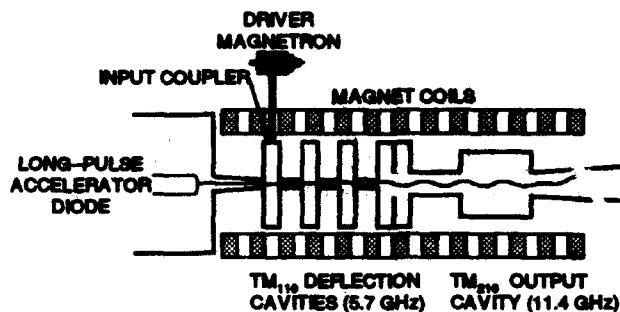 DRIVER
MAGNETRON
INPUT COUPLER
MAGNET COILS
LONG-PULSE
ACCELERATOR
DIODE
TM₁₁₀ DEFLECTION
CAVITIES (5.7 GHz)
TM₂₁₀ OUTPUT
CAVITY (11.4 GHz)